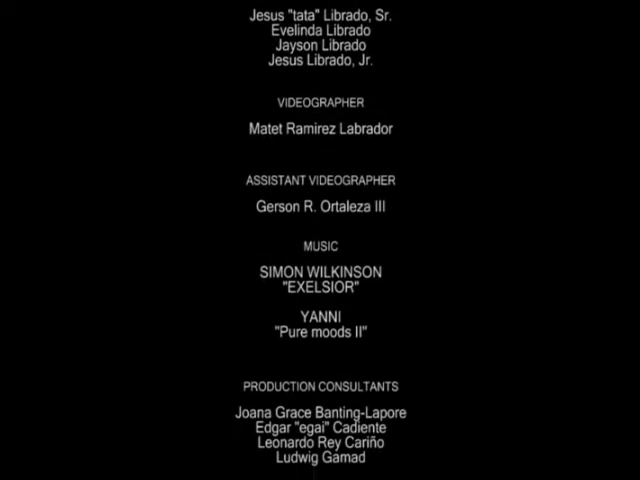 Jesus "tata" Librado, Sr.
Evelinda Librado
Jayson Librado
Jesus Librado, Jr.
VIDEOGRAPHER
Matet Ramirez Labrador
ASSISTANT VIDEOGRAPHER
Gerson R. Ortaleza III
MUSIC
SIMON WILKINSON
"EXELSIOR"
YANNI
"Pure moods II"
PRODUCTION CONSULTANTS
Joana Grace Banting-Lapore
Edgar "egai" Cadiente
Leonardo Rey Cariño
Ludwig Gamad